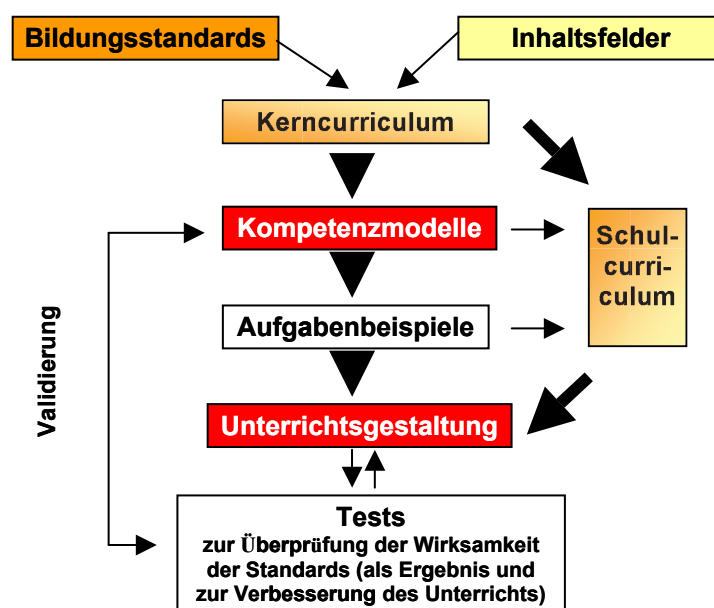 Bildungsstandards
Inhaltsfelder
Kerncurriculum
Kompetenzmodelle
Schul-
curri-
culum
Aufgabenbeispiele
Validierung
Unterrichtsgestaltung
Tests
zur Überprüfung der Wirksamkeit
der Standards (als Ergebnis und
zur Verbesserung des Unterrichts)